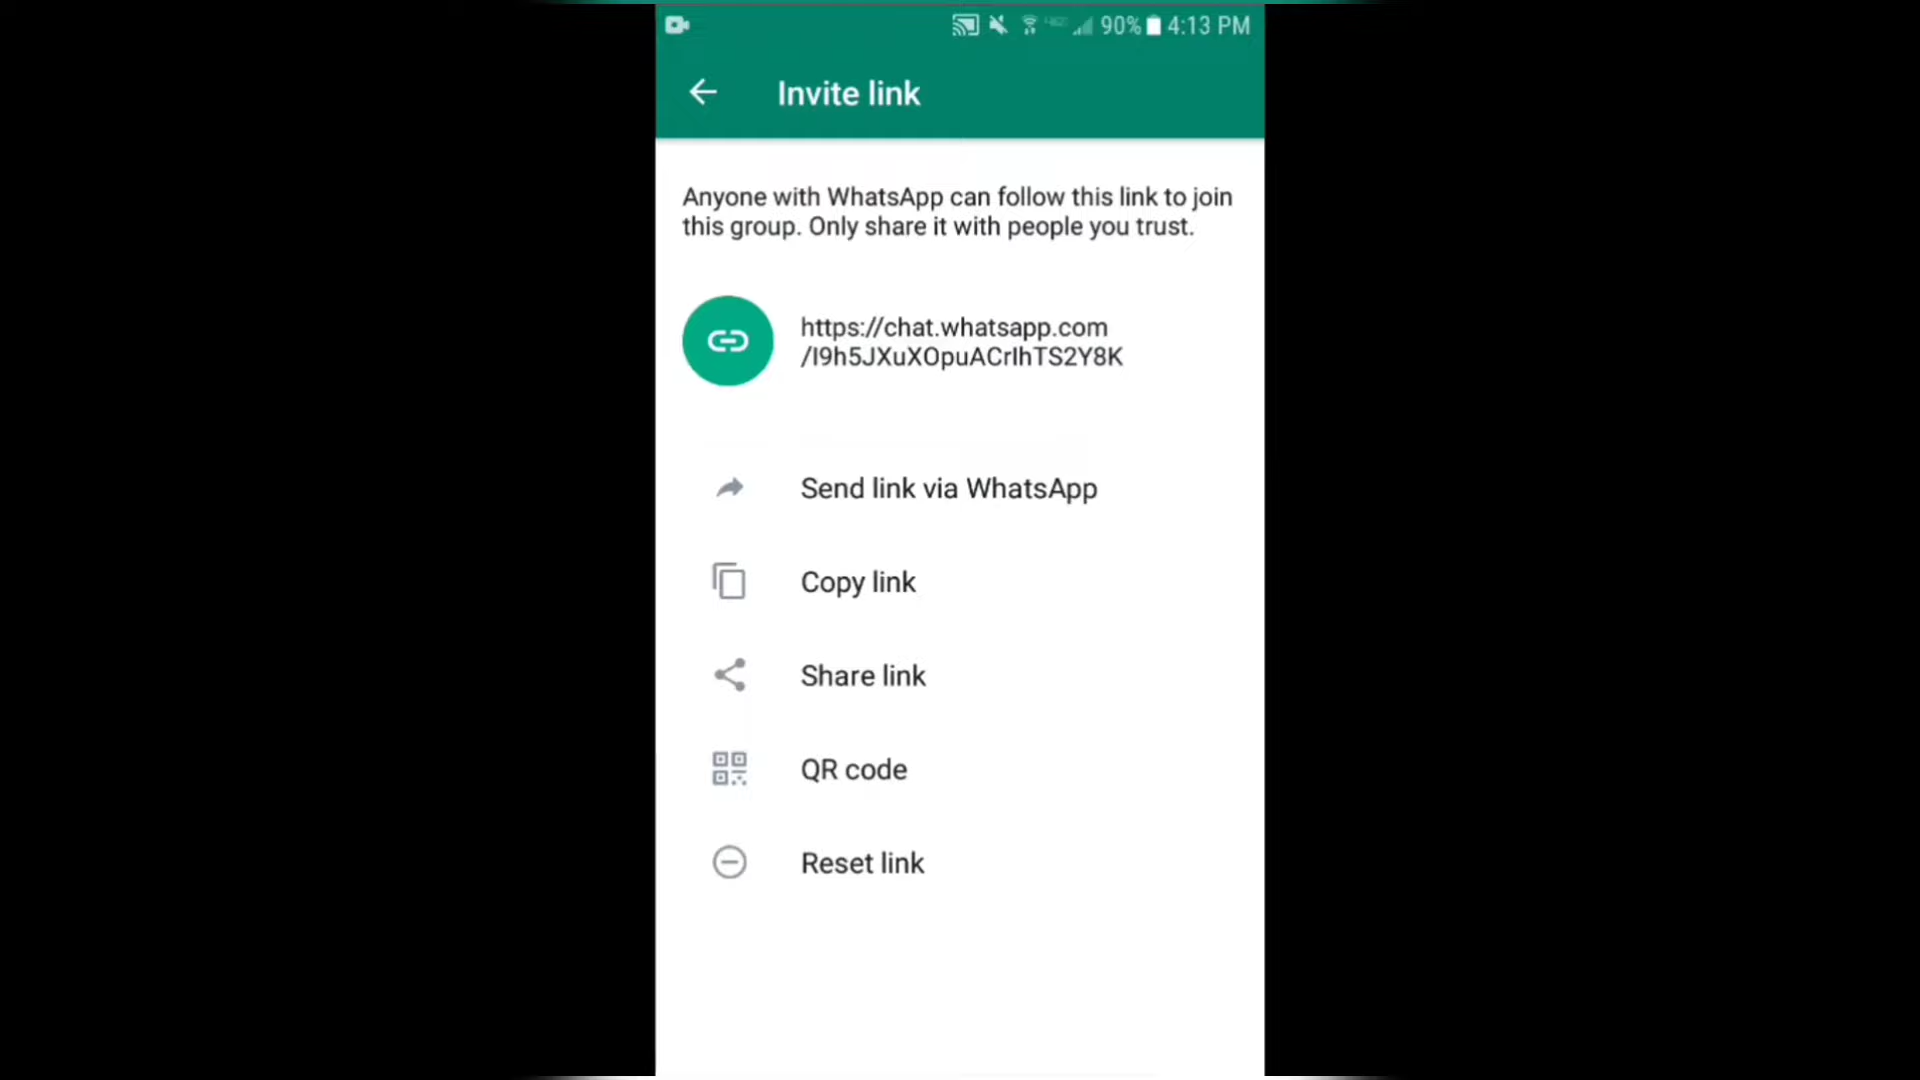 90% 4:13 PM
Invite link
Anyone with WhatsApp can follow this link to join
this group. Only share it with people you trust.
https://chat.whatsapp.com
/I9h5JXuXOpuACrIhTS2Y8K
Send link via WhatsApp
Copy link
Share link
QR code
Reset link